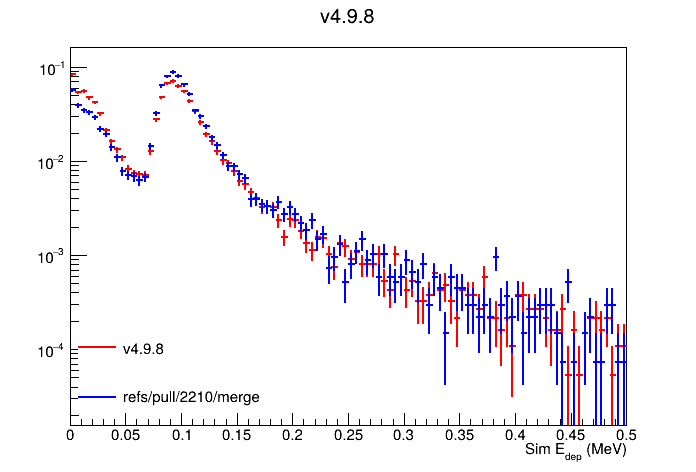 v4.9.8
10⁻¹
10⁻²
10⁻³
10⁻⁴
v4.9.8
refs/pull/2210/merge
0 0.05 0.1 0.15 0.2 0.25 0.3 0.35 0.4 0.45 0.5
Sim E_dep (MeV)